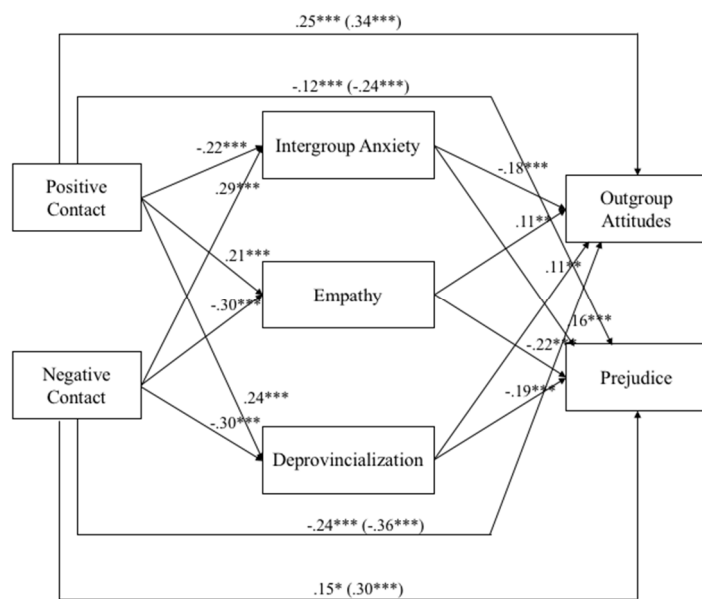 .25*** (.34***)
-.12*** (-.24***)
Intergroup Anxiety
-.22***
.29***
-.18***
Positive
Contact
Outgroup
Attitudes
.11**
.21***
.11**
Empathy
-.30***
.16***
-.22***
Negative
Contact
Prejudice
.24***
-.19***
-.30***
Deprovincialization
-.24*** (-.36***)
.15* (.30***)